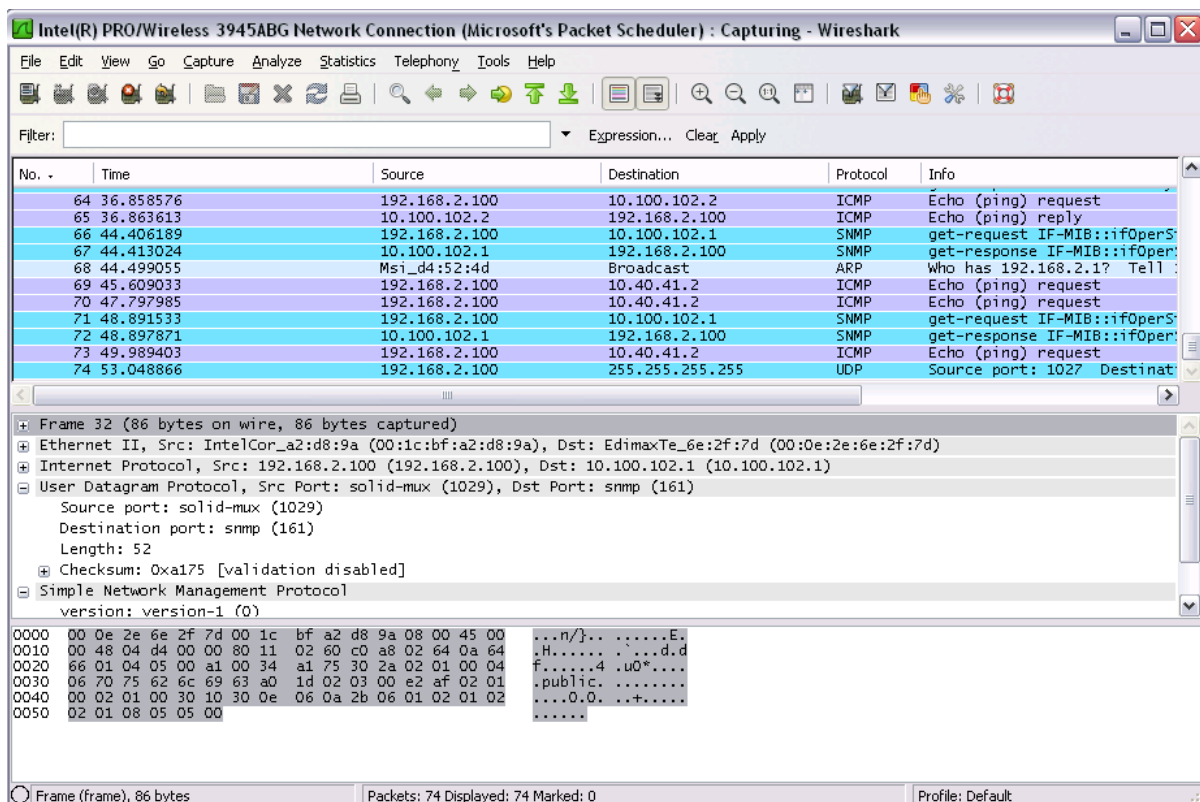 Intel(R) PRO/Wireless 3945ABG Network Connection (Microsoft's Packet Scheduler) : Capturing - Wireshark
File Edit View Go Capture Analyze Statistics Telephony Tools Help
Filter: Expression... Clear Apply
No. Time Source Destination Protocol Info
64 36.858576 192.168.2.100 10.100.102.2 ICMP Echo (ping) request
65 36.863613 10.100.102.2 192.168.2.100 ICMP Echo (ping) reply
66 44.406189 192.168.2.100 10.100.102.1 SNMP get-request IF-MIB::ifOperS
67 44.413024 10.100.102.1 192.168.2.100 SNMP get-response IF-MIB::ifOper
68 44.499055 Msi_d4:52:4d Broadcast ARP Who has 192.168.2.1? Tell
69 45.609033 192.168.2.100 10.40.41.2 ICMP Echo (ping) request
70 47.797985 192.168.2.100 10.40.41.2 ICMP Echo (ping) request
71 48.891533 192.168.2.100 10.100.102.1 SNMP get-request IF-MIB::ifOperS
72 48.897871 10.100.102.1 192.168.2.100 SNMP get-response IF-MIB::ifOper
73 49.989403 192.168.2.100 10.40.41.2 ICMP Echo (ping) request
74 53.048866 192.168.2.100 255.255.255.255 UDP Source port: 1027 Destinat
Frame 32 (86 bytes on wire, 86 bytes captured)
Ethernet II, Src: IntelCor_a2:d8:9a (00:1c:bf:a2:d8:9a), Dst: EdimaxTe_6e:2f:7d (00:0e:2e:6e:2f:7d)
Internet Protocol, Src: 192.168.2.100 (192.168.2.100), Dst: 10.100.102.1 (10.100.102.1)
User Datagram Protocol, Src Port: solid-mux (1029), Dst Port: snmp (161)
Source port: solid-mux (1029)
Destination port: snmp (161)
Length: 52
Checksum: 0xa175 [validation disabled]
Simple Network Management Protocol
version: version-1 (0)
0000 00 0e 2e 6e 2f 7d 00 1c bf a2 d8 9a 08 00 45 00 ...n/}.. ......E.
0010 00 48 04 d4 00 00 80 11 02 60 c0 a8 02 64 0a 64 .H...... .`...d.d
0020 66 01 04 05 00 a1 00 34 a1 75 30 2a 02 01 00 04 f......4 .u0*....
0030 06 70 75 62 6c 69 63 a0 1d 02 03 00 e2 af 02 01 .public. ........
0040 00 02 01 00 30 10 30 0e 06 0a 2b 06 01 02 01 02 ....0.0. ..+.....
0050 02 01 08 05 05 00 ......
Frame (frame), 86 bytes Packets: 74 Displayed: 74 Marked: 0 Profile: Default